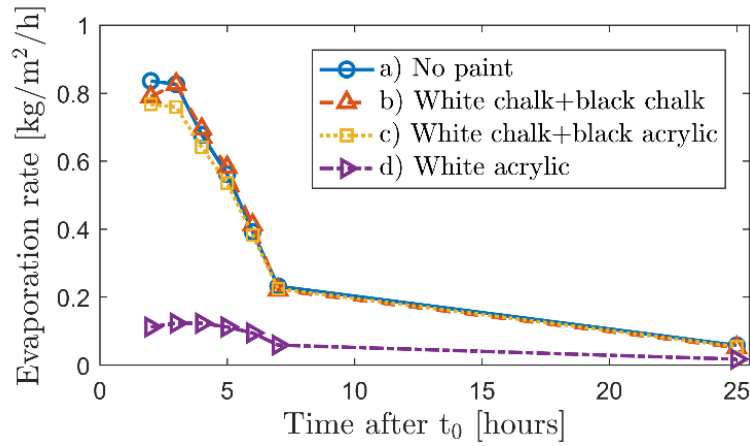 1
0.8
0.6
0.4
0.2
0
Evaporation rate [kg/m²/h]
a) No paint
b) White chalk+black chalk
c) White chalk+black acrylic
d) White acrylic
0 5 10 15 20 25
Time after t₀ [hours]